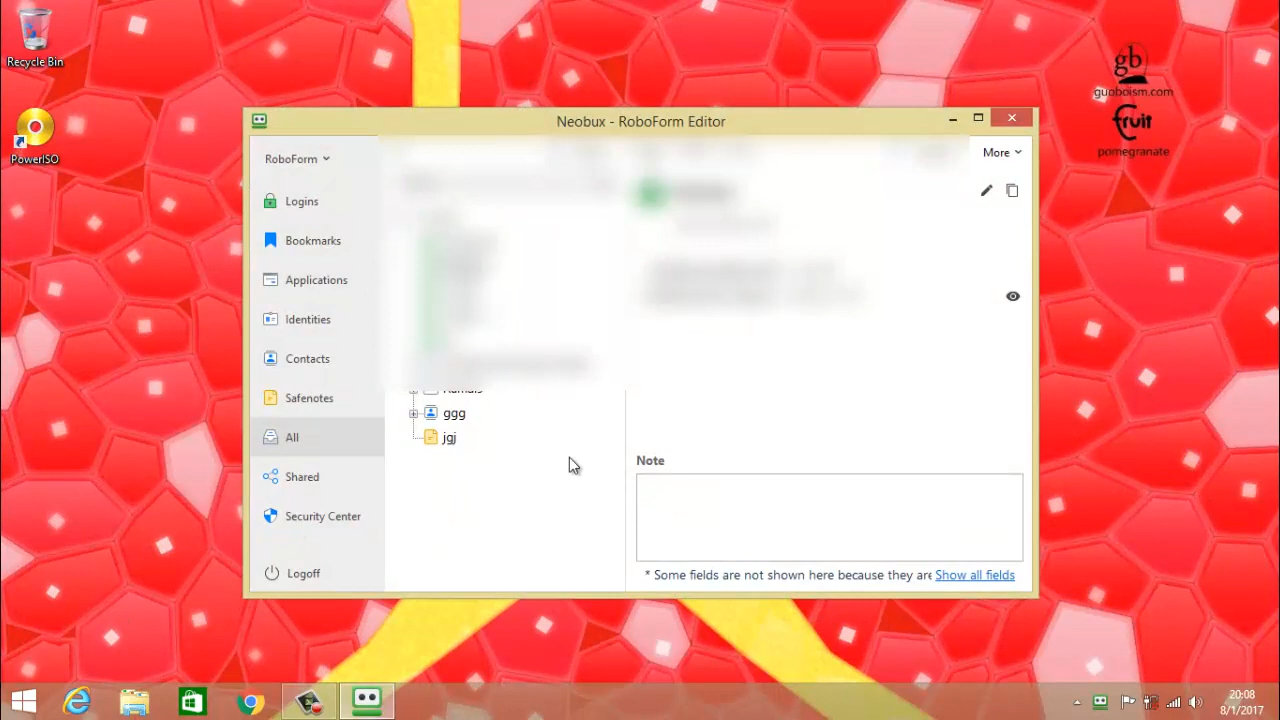 Recycle Bin
PowerISO
gb
guoboism.com
fruit
pomegranate
Neobux - RoboForm Editor
RoboForm
More
Logins
Bookmarks
Applications
Identities
Contacts
Safenotes
All
Shared
Security Center
Logoff
ggg
jgj
Note
* Some fields are not shown here because they are Show all fields
20:08
8/1/2017